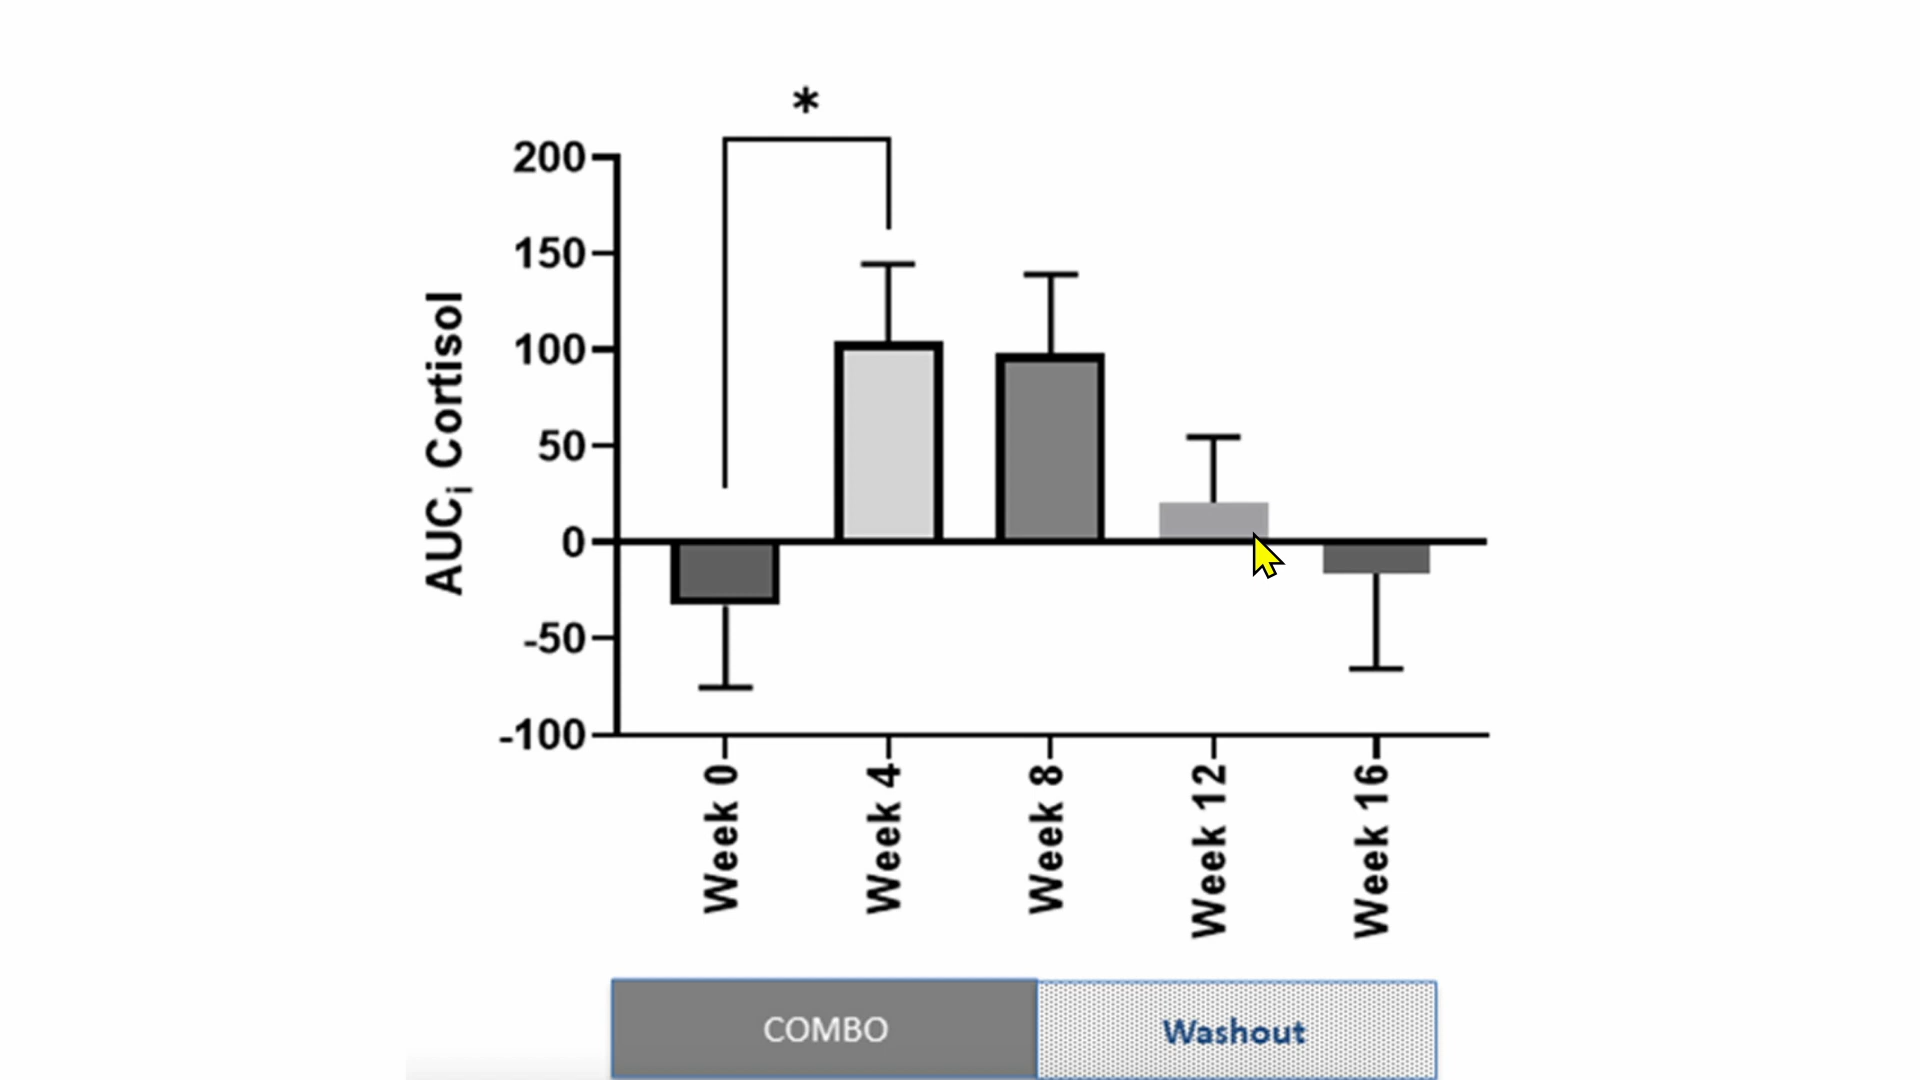 *
200
150
100
50
0
-50
-100
AUCi Cortisol
Week 0
Week 4
Week 8
Week 12
Week 16
COMBO
Washout